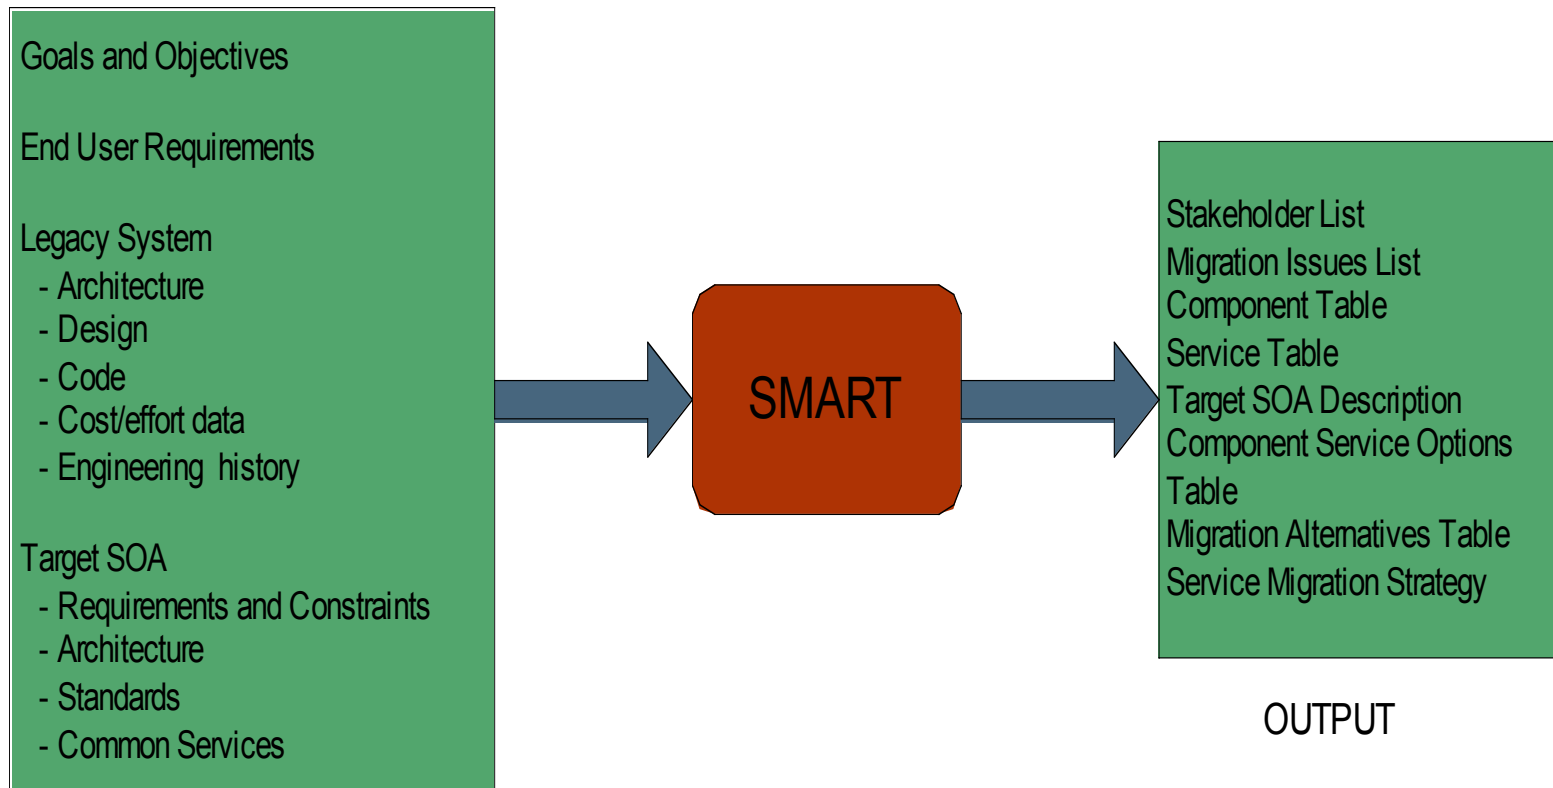 Goals and Objectives
End User Requirements
Legacy System
- Architecture
- Design
- Code
- Cost/effort data
- Engineering history
Target SOA
- Requirements and Constraints
- Architecture
- Standards
- Common Services
SMART
Stakeholder List
Migration Issues List
Component Table
Service Table
Target SOA Description
Component Service Options
Table
Migration Alternatives Table
Service Migration Strategy
OUTPUT